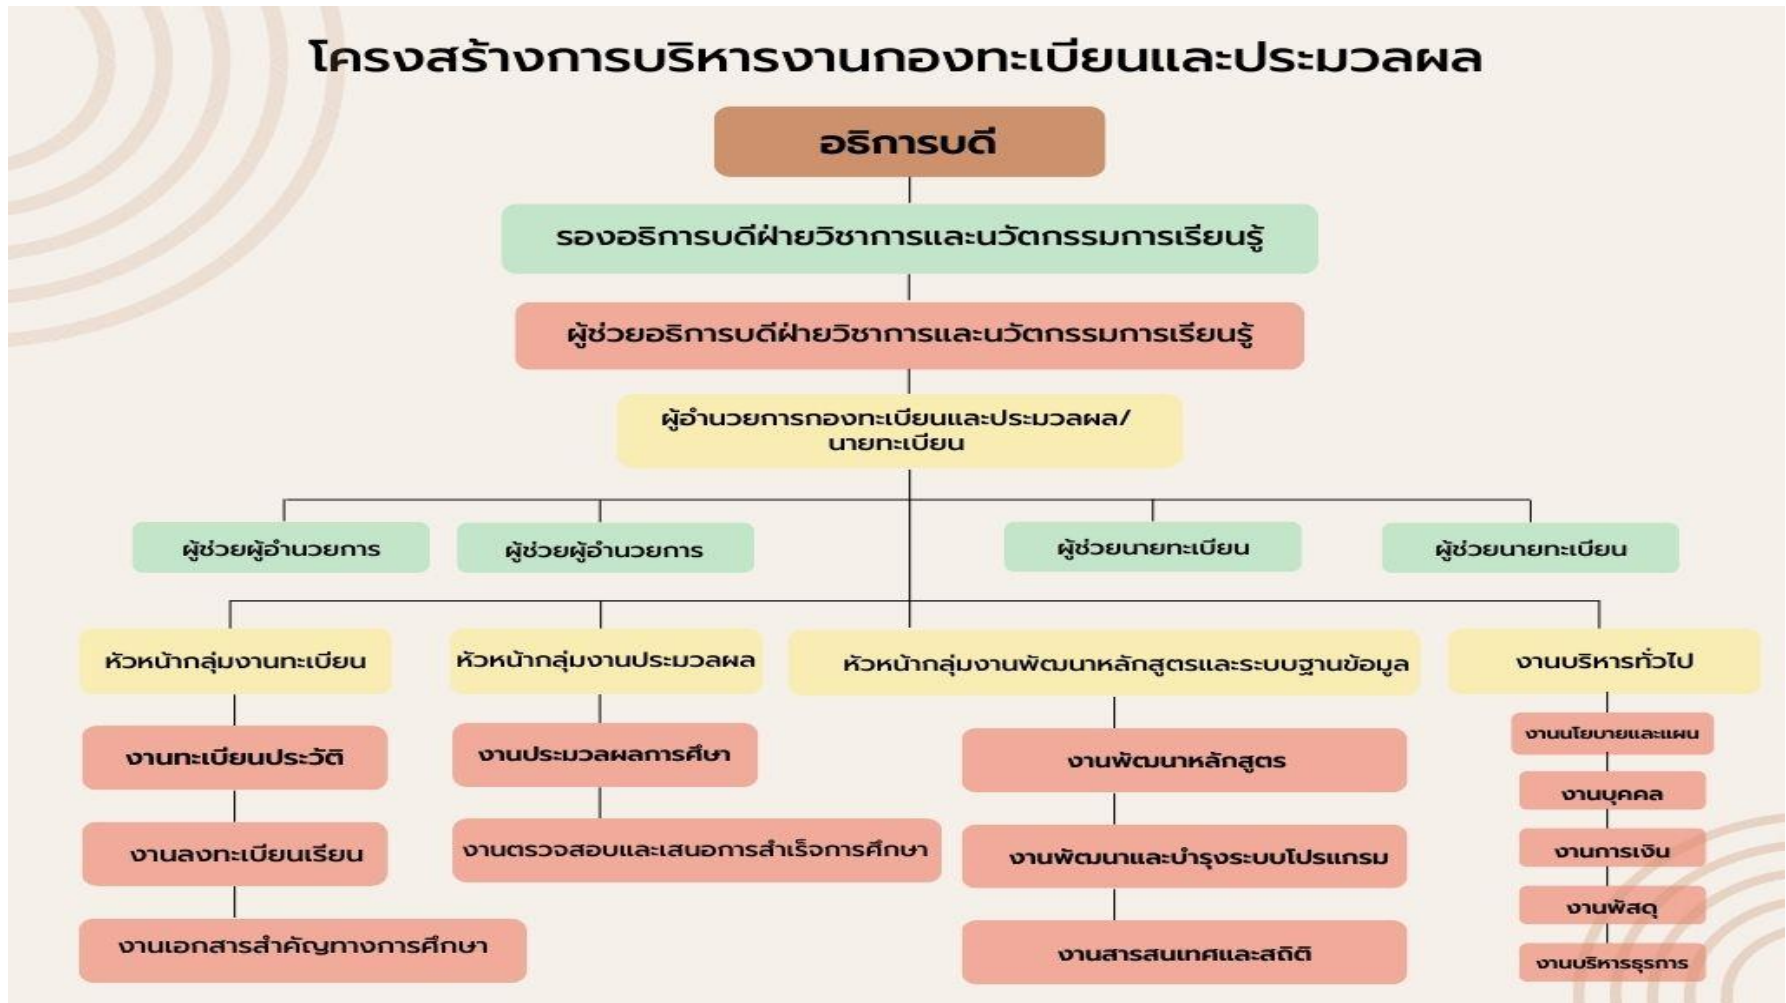 โครงสร้างการบริหารงานกองทะเบียนและประมวลผล
อธิการบดี
รองอธิการบดีฝ่ายวิชาการและนวัตกรรมการเรียนรู้
ผู้ช่วยอธิการบดีฝ่ายวิชาการและนวัตกรรมการเรียนรู้
ผู้อำนวยการกองทะเบียนและประมวลผล/
นายทะเบียน
ผู้ช่วยผู้อำนวยการ
ผู้ช่วยผู้อำนวยการ
ผู้ช่วยนายทะเบียน
ผู้ช่วยนายทะเบียน
หัวหน้ากลุ่มงานทะเบียน
หัวหน้ากลุ่มงานประมวลผล
หัวหน้ากลุ่มงานพัฒนาหลักสูตรและระบบฐานข้อมูล
งานบริหารทั่วไป
งานทะเบียนประวัติ
งานลงทะเบียนเรียน
งานเอกสารสำคัญทางการศึกษา
งานประมวลผลการศึษา
งานตรวจสอบและเสนอการสำเร็จการศึกษา
งานพัฒนาหลักสูตร
งานพัฒนาและบำรุงระบบโปรแกรม
งานสารสนเทศและสถิติ
งานนโยบายและแผน
งานบุคคล
งานการเงิน
งานพัสดุ
งานบริหารธุรการ